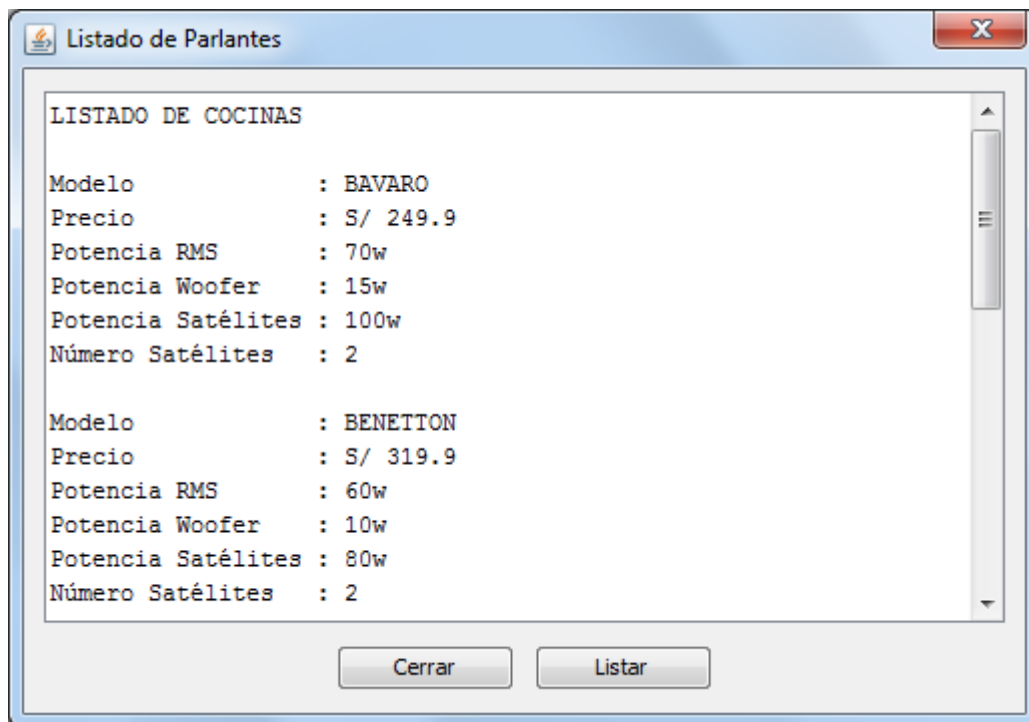 Listado de Parlantes
LISTADO DE COCINAS
Modelo : BAVARO
Precio : S/ 249.9
Potencia RMS : 70w
Potencia Woofer : 15w
Potencia Satélites : 100w
Número Satélites : 2
Modelo : BENETTON
Precio : S/ 319.9
Potencia RMS : 60w
Potencia Woofer : 10w
Potencia Satélites : 80w
Número Satélites : 2
Cerrar Listar